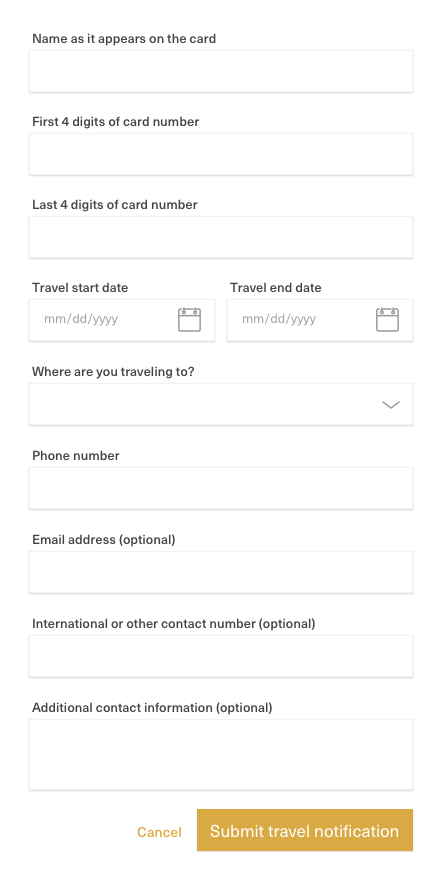 Name as it appears on the card
First 4 digits of card number
Last 4 digits of card number
Travel start date
Travel end date
mm/dd/yyyy
mm/dd/yyyy
Where are you traveling to?
Phone number
Email address (optional)
International or other contact number (optional)
Additional contact information (optional)
Cancel
Submit travel notification